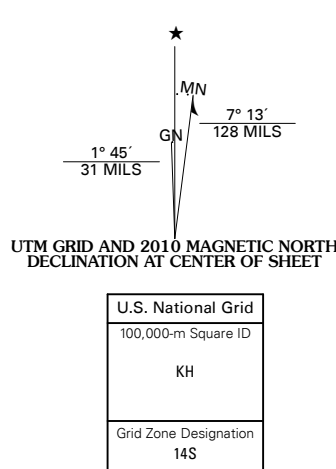 ★
MN
GN
7° 13´
128 MILS
1° 45´
31 MILS
UTM GRID AND 2010 MAGNETIC NORTH
DECLINATION AT CENTER OF SHEET
U.S. National Grid
100,000-m Square ID
KH
Grid Zone Designation
14S